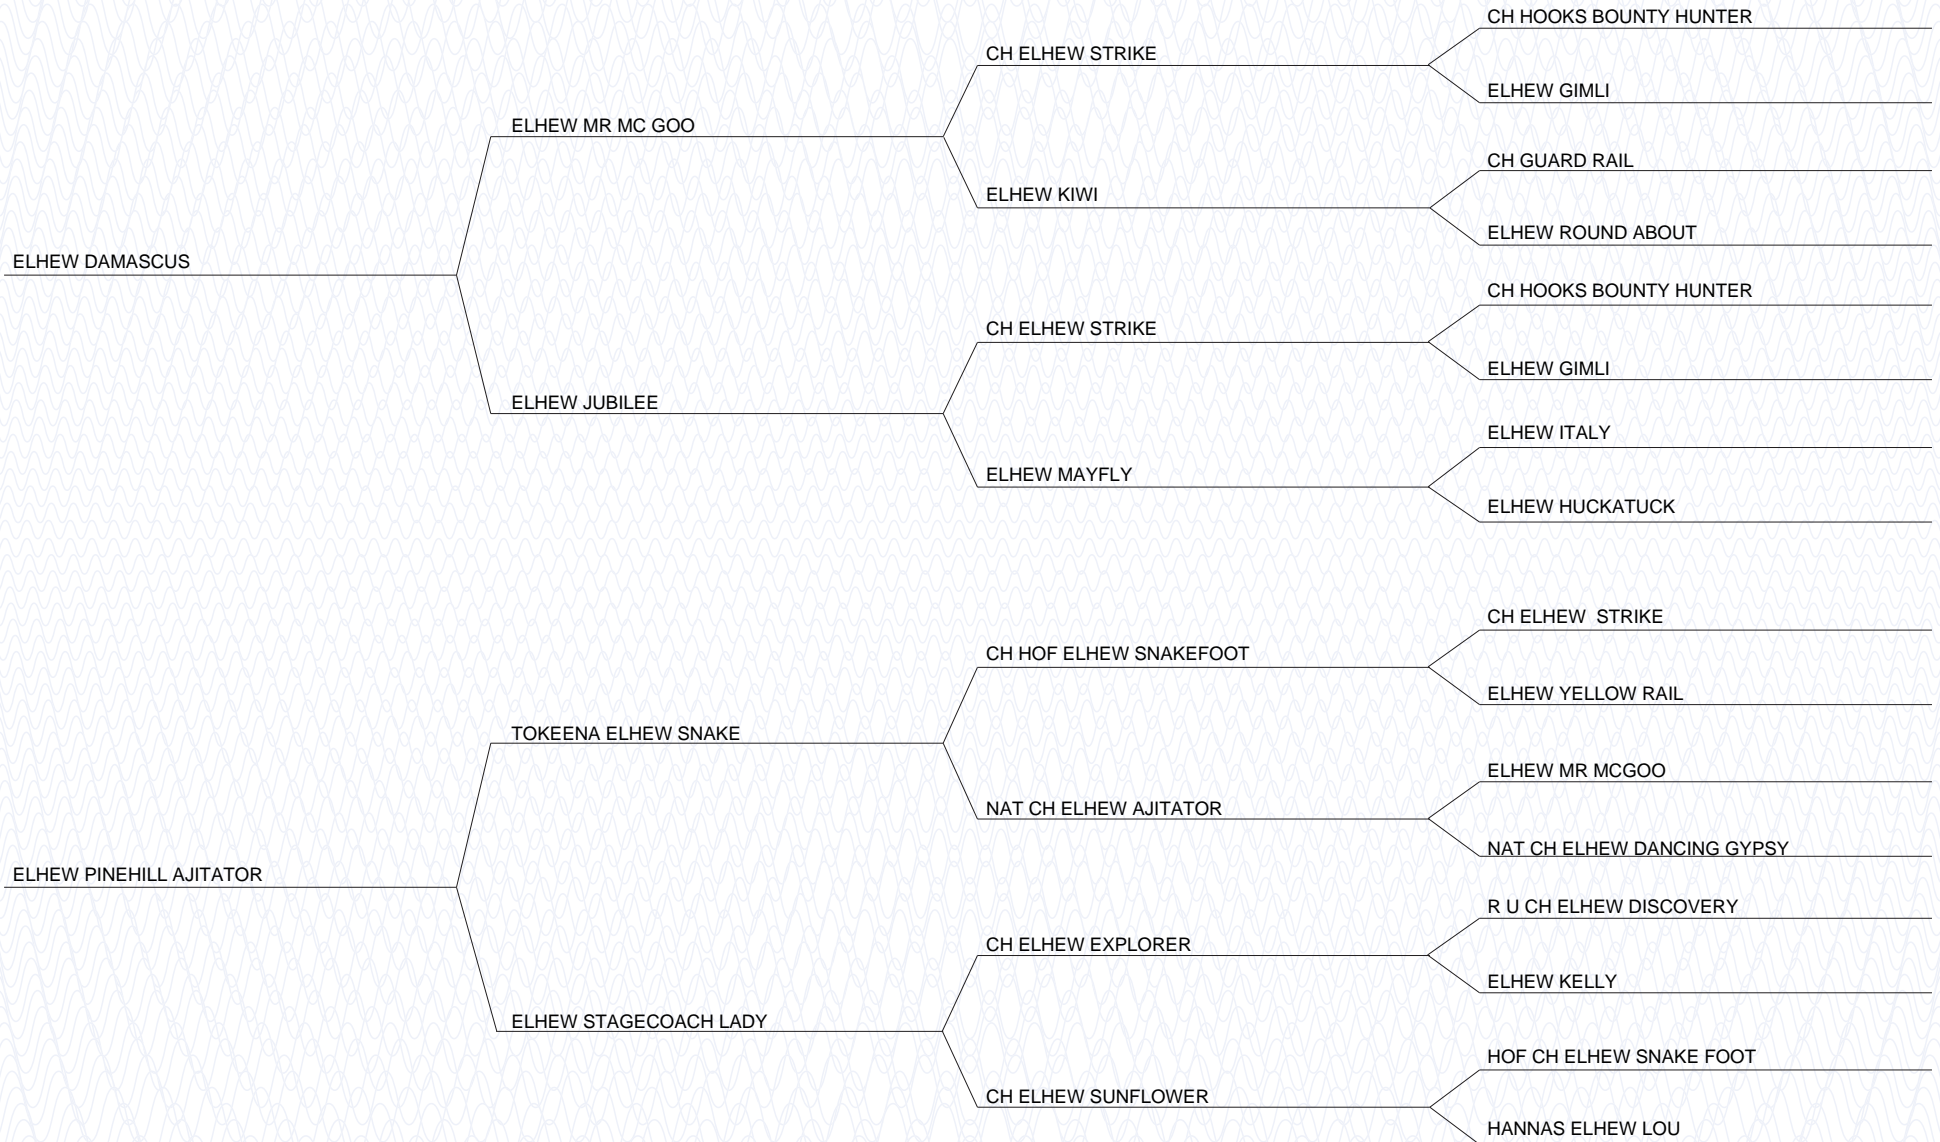 CH HOOKS BOUNTY HUNTER
CH ELHEW STRIKE
ELHEW GIMLI
ELHEW MR MC GOO
CH GUARD RAIL
ELHEW KIWI
ELHEW ROUND ABOUT
ELHEW DAMASCUS
CH HOOKS BOUNTY HUNTER
CH ELHEW STRIKE
ELHEW GIMLI
ELHEW JUBILEE
ELHEW ITALY
ELHEW MAYFLY
ELHEW HUCKATUCK
CH ELHEW  STRIKE
CH HOF ELHEW SNAKEFOOT
ELHEW YELLOW RAIL
TOKEENA ELHEW SNAKE
ELHEW MR MCGOO
NAT CH ELHEW AJITATOR
NAT CH ELHEW DANCING GYPSY
ELHEW PINEHILL AJITATOR
R U CH ELHEW DISCOVERY
CH ELHEW EXPLORER
ELHEW KELLY
ELHEW STAGECOACH LADY
HOF CH ELHEW SNAKE FOOT
CH ELHEW SUNFLOWER
HANNAS ELHEW LOU